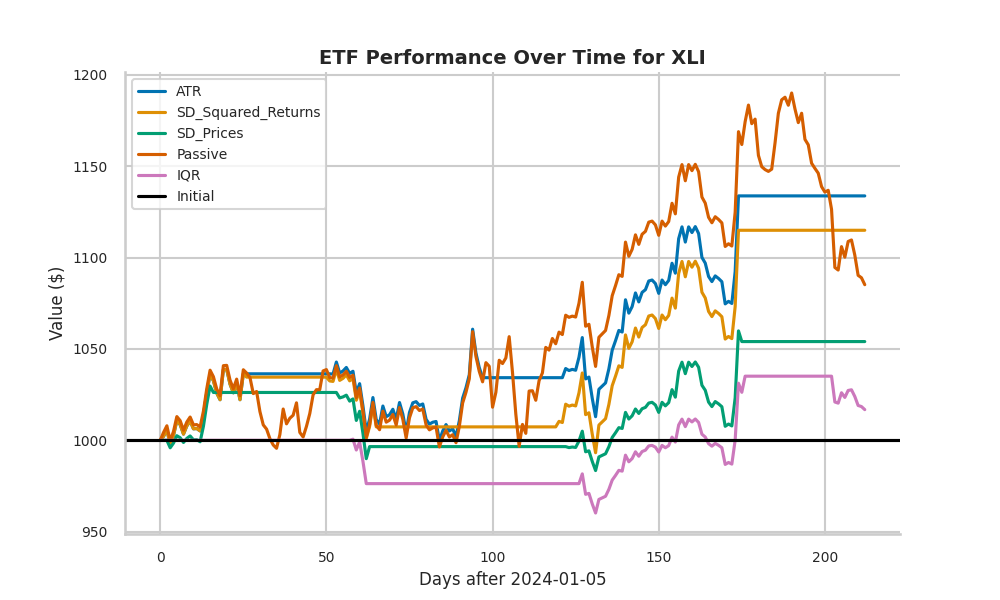 ETF Performance Over Time for XLI
1200
1150
1100
1050
1000
950
Value ($)
ATR
SD_Squared_Returns
SD_Prices
Passive
IQR
Initial
0
50
100
150
200
Days after 2024-01-05